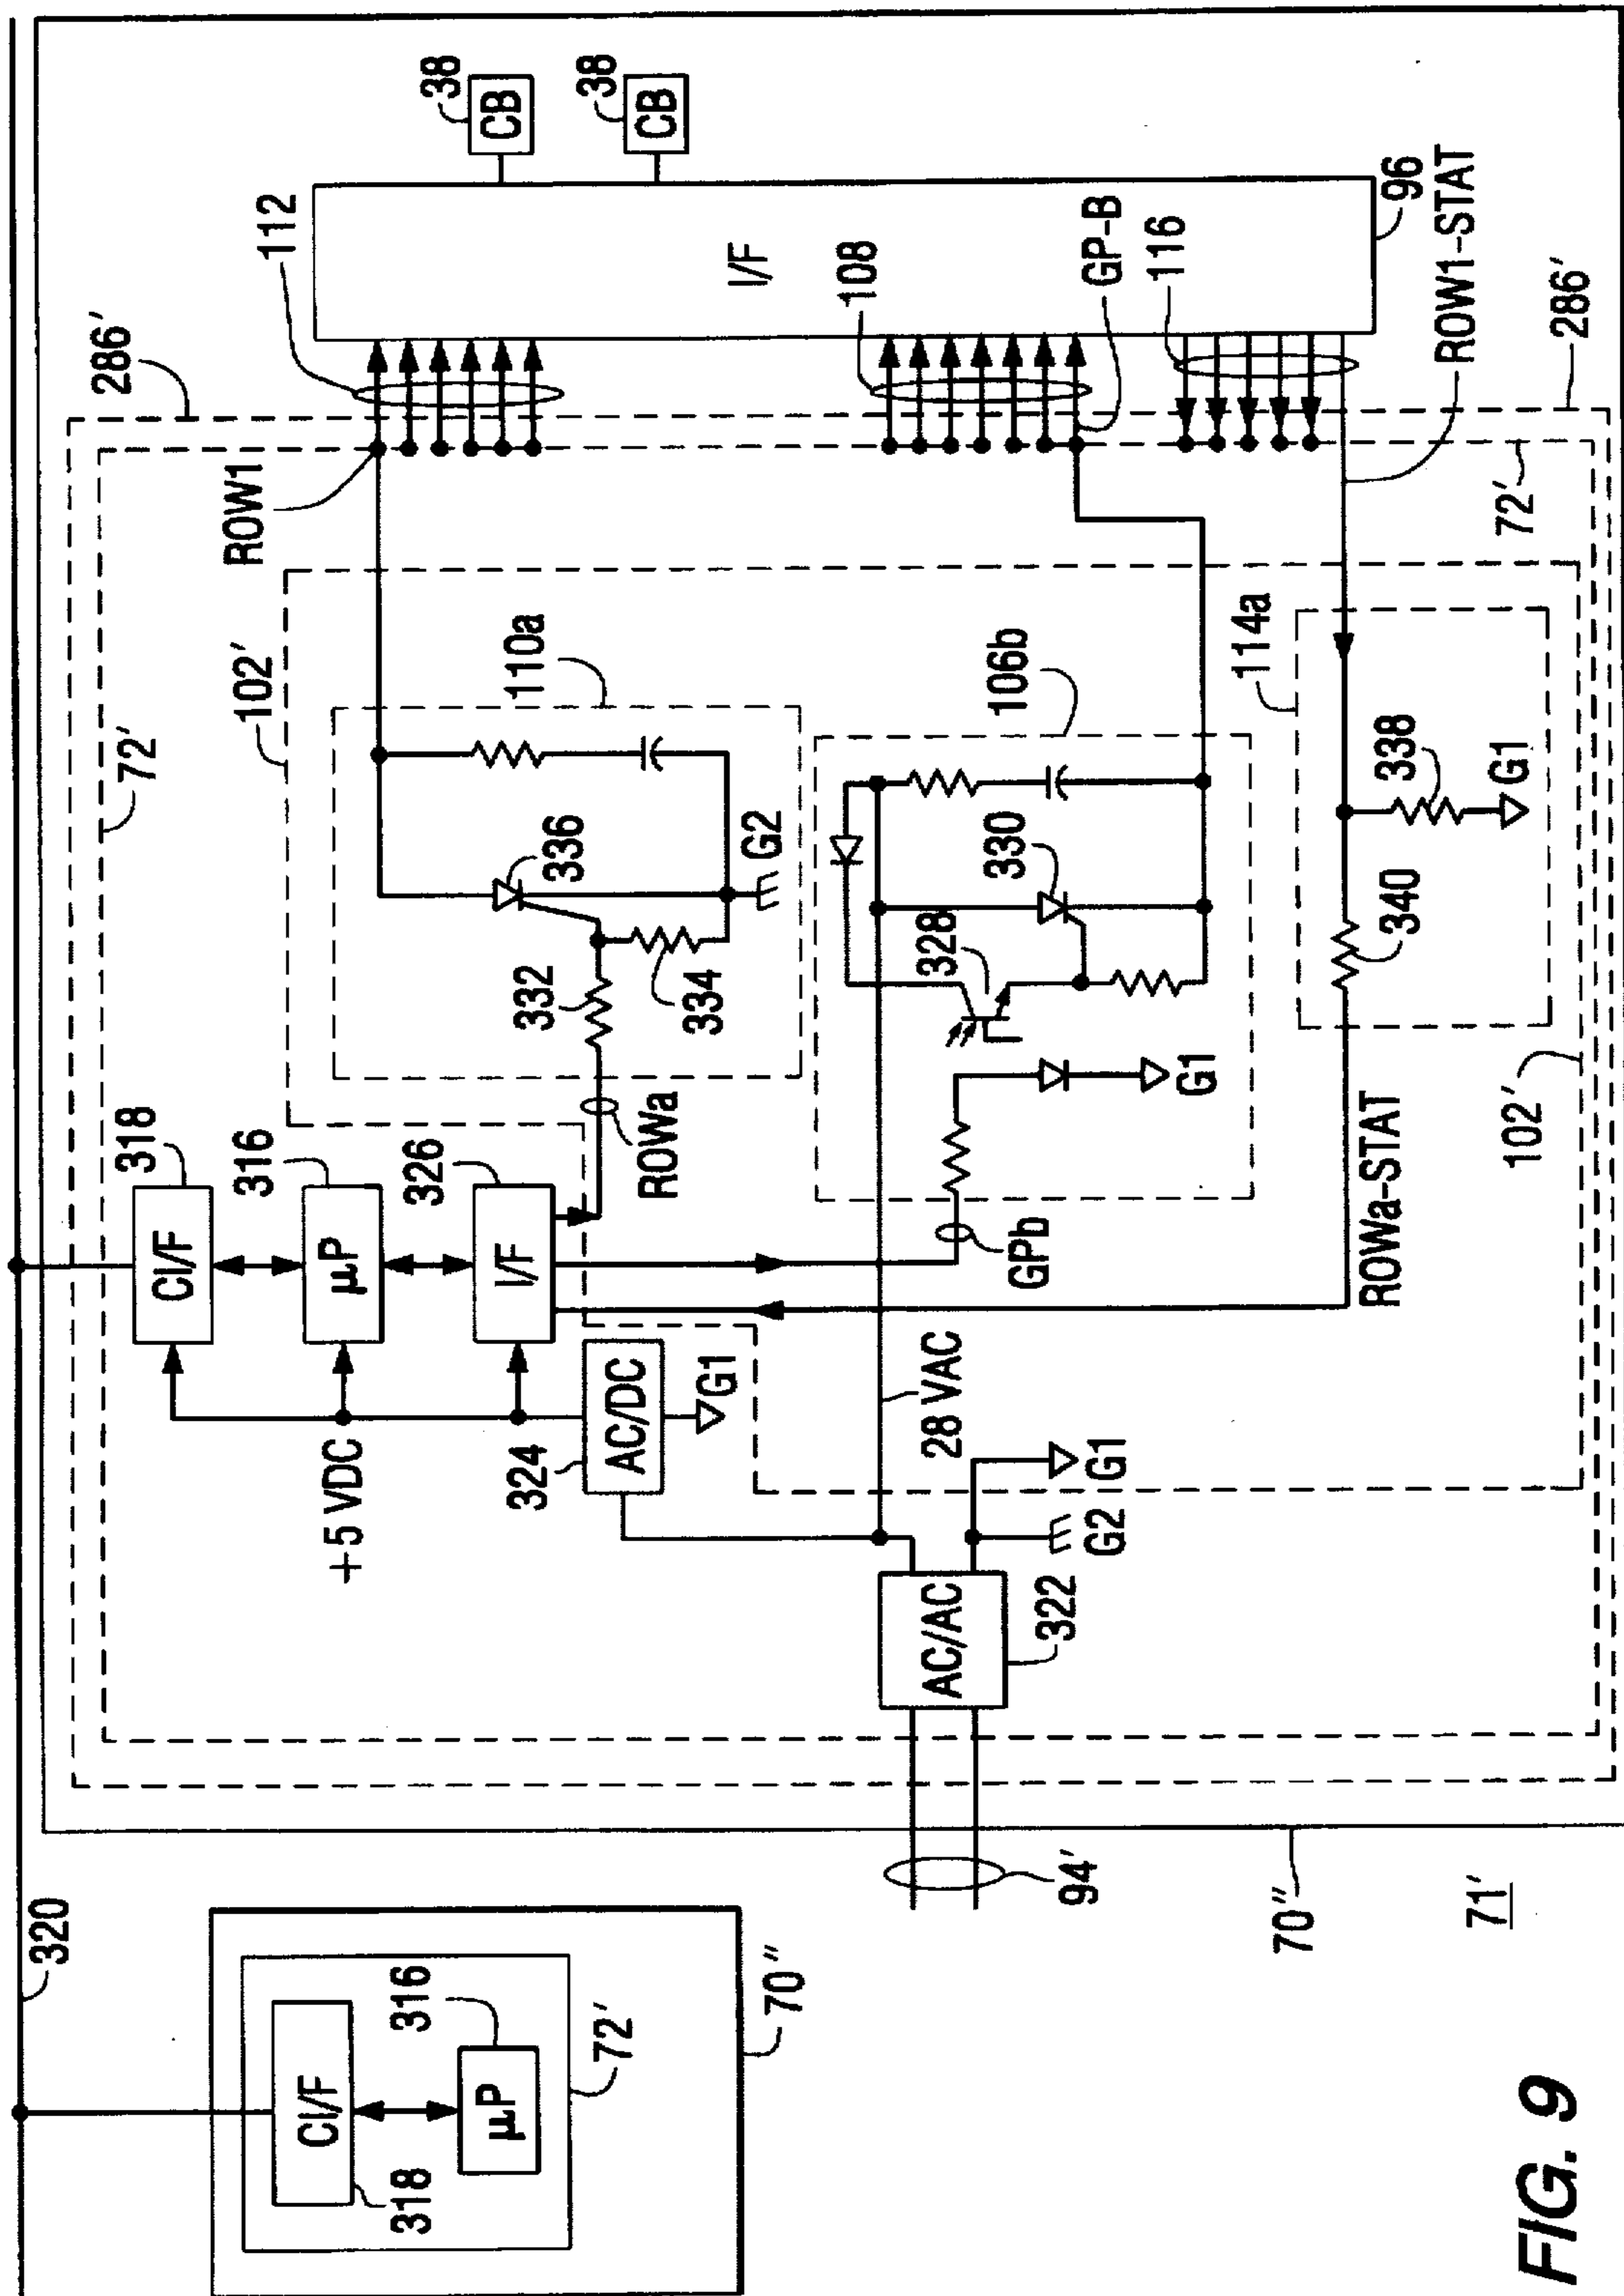 320
CI/F
318
316
μP
72′
70″
72′
286′
ROW1
112
38
CB
38
CB
318
CI/F
316
μP
326
I/F
+5 VDC
324
AC/DC
G1
102′
110a
336
332
334
G2
ROWa
I/F
108
GP-B
116
96
ROW1-STAT
286′
72′
106b
330
328
G1
GPb
28 VAC
AC/AC
322
G2
G1
94′
114a
338
G1
340
ROWa-STAT
102′
70″
71′
FIG. 9